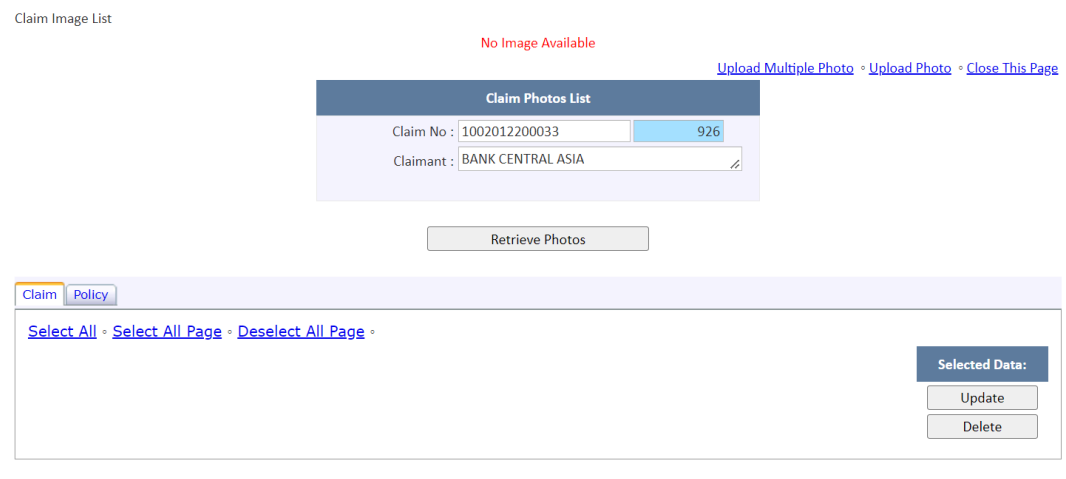 Claim Image List
No Image Available
Upload Multiple Photo ◦ Upload Photo ◦ Close This Page
Claim Photos List
Claim No : 1002012200033 926
Claimant : BANK CENTRAL ASIA
Retrieve Photos
Claim Policy
Select All ◦ Select All Page ◦ Deselect All Page ◦
Selected Data:
Update
Delete